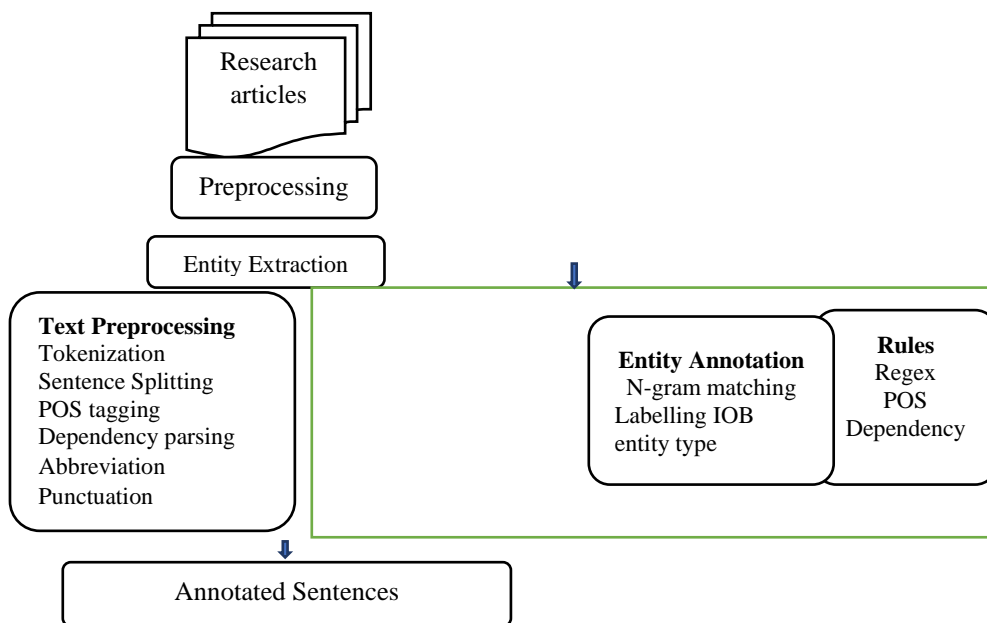 Research
articles
Preprocessing
Entity Extraction
Text Preprocessing
Tokenization
Sentence Splitting
POS tagging
Dependency parsing
Abbreviation
Punctuation
Entity Annotation
N-gram matching
Labelling IOB
entity type
Rules
Regex
POS
Dependency
Annotated Sentences